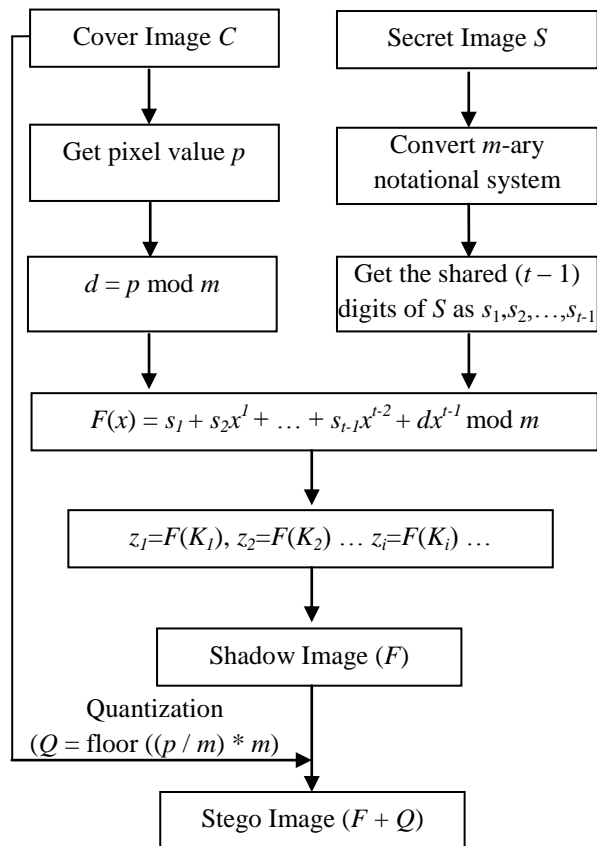 Cover Image C
Secret Image S
Get pixel value p
Convert m-ary
notational system
d = p mod m
Get the shared (t – 1)
digits of S as s₁,s₂,…,sₜ₋₁
F(x) = s₁ + s₂x¹ + … + sₜ₋₁xᵗ⁻² + dxᵗ⁻¹ mod m
z₁=F(K₁), z₂=F(K₂) … zᵢ=F(Kᵢ) …
Shadow Image (F)
Quantization
(Q = floor ((p / m) * m)
Stego Image (F + Q)